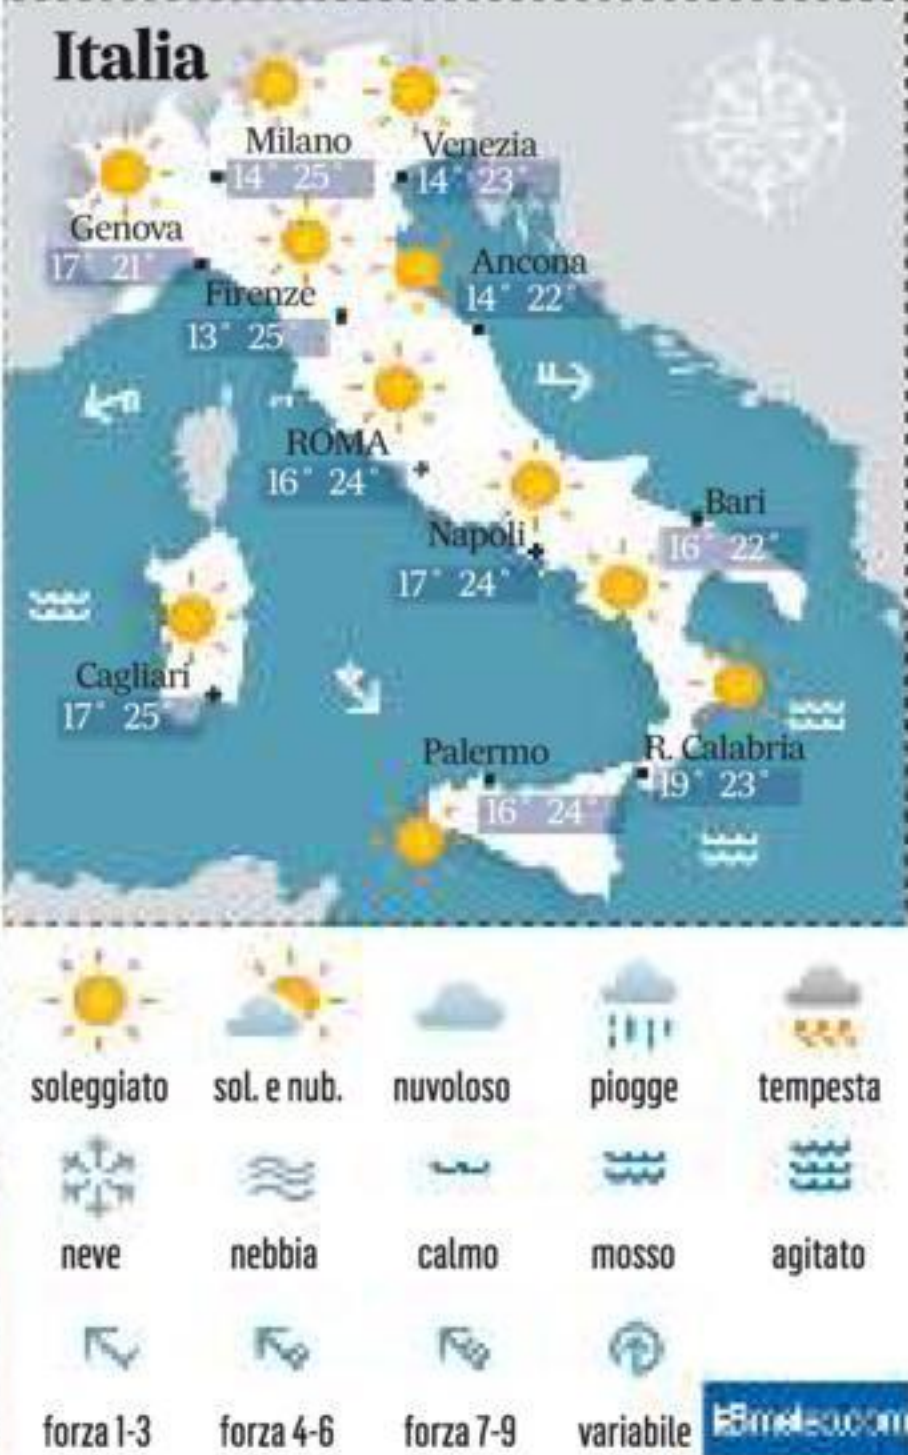 Italia
Milano
14° 25°
Venezia
14° 23°
Genova
17° 21°
Firenze
13° 25°
Ancona
14° 22°
ROMA
16° 24°
Napoli
17° 24°
Bari
16° 22°
Cagliari
17° 25°
Palermo
16° 24°
R. Calabria
19° 23°
soleggiato
sol. e nub.
nuvoloso
piogge
tempesta
neve
nebbia
calmo
mosso
agitato
forza 1-3
forza 4-6
forza 7-9
variabile